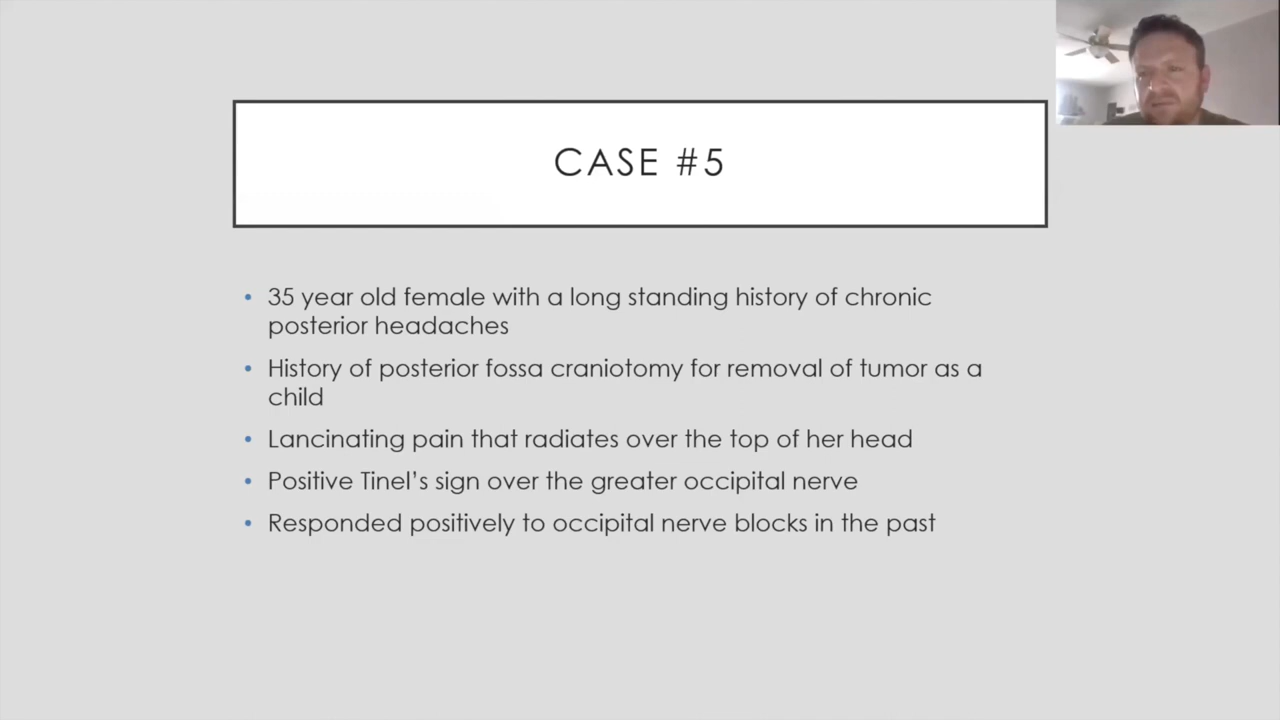 CASE #5
• 35 year old female with a long standing history of chronic
posterior headaches
• History of posterior fossa craniotomy for removal of tumor as a
child
• Lancinating pain that radiates over the top of her head
• Positive Tinel’s sign over the greater occipital nerve
• Responded positively to occipital nerve blocks in the past